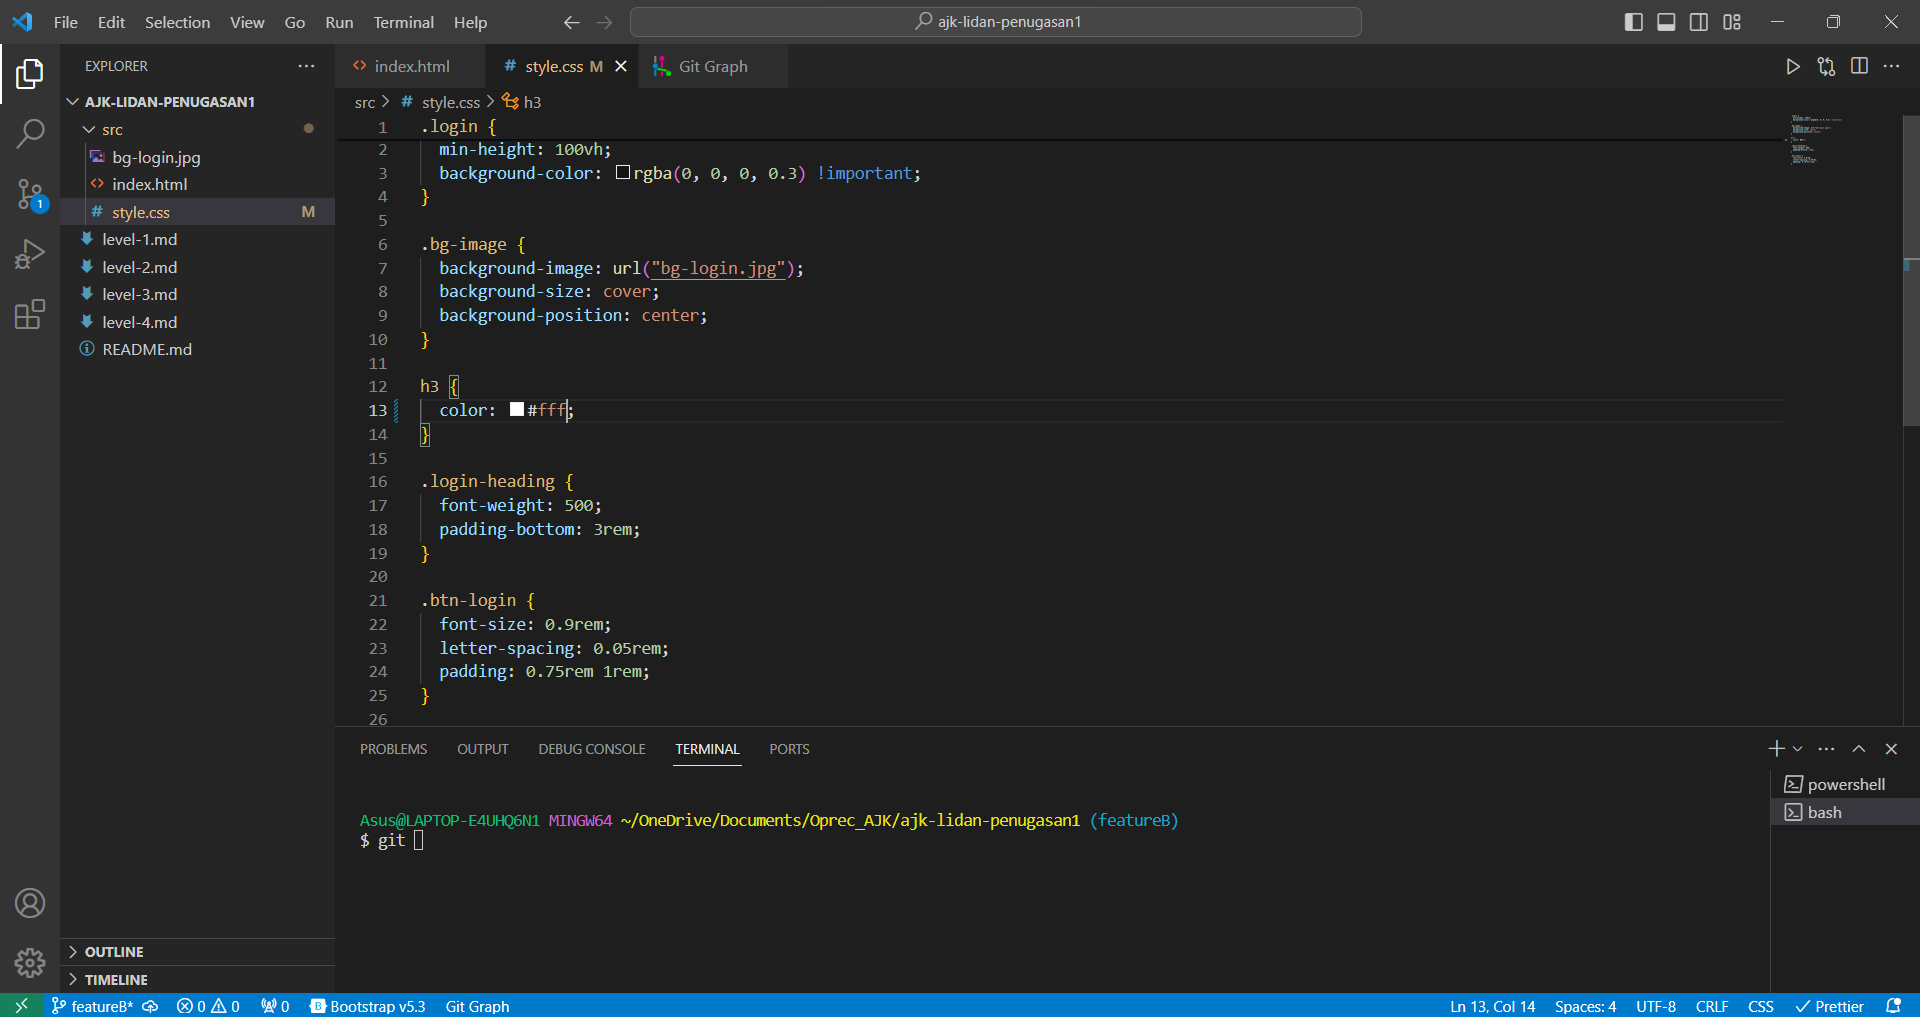 File Edit Selection View Go Run Terminal Help
ajk-lidan-penugasan1
EXPLORER
AJK-LIDAN-PENUGASAN1
src
bg-login.jpg
index.html
style.css M
level-1.md
level-2.md
level-3.md
level-4.md
README.md
OUTLINE
TIMELINE
1
index.html
style.css M
Git Graph
src > # style.css > h3
1 .login {
2 min-height: 100vh;
3 background-color: rgba(0, 0, 0, 0.3) !important;
4 }
5
6 .bg-image {
7 background-image: url("bg-login.jpg");
8 background-size: cover;
9 background-position: center;
10 }
11
12 h3 {
13 color: #fff;
14 }
15
16 .login-heading {
17 font-weight: 500;
18 padding-bottom: 3rem;
19 }
20
21 .btn-login {
22 font-size: 0.9rem;
23 letter-spacing: 0.05rem;
24 padding: 0.75rem 1rem;
25 }
26
PROBLEMS OUTPUT DEBUG CONSOLE TERMINAL PORTS
Asus@LAPTOP-E4UHQ6N1 MINGW64 ~/OneDrive/Documents/Oprec_AJK/ajk-lidan-penugasan1 (featureB)
$ git
powershell
bash
featureB* 0 0 0 Bootstrap v5.3 Git Graph
Ln 13, Col 14 Spaces: 4 UTF-8 CRLF CSS Prettier